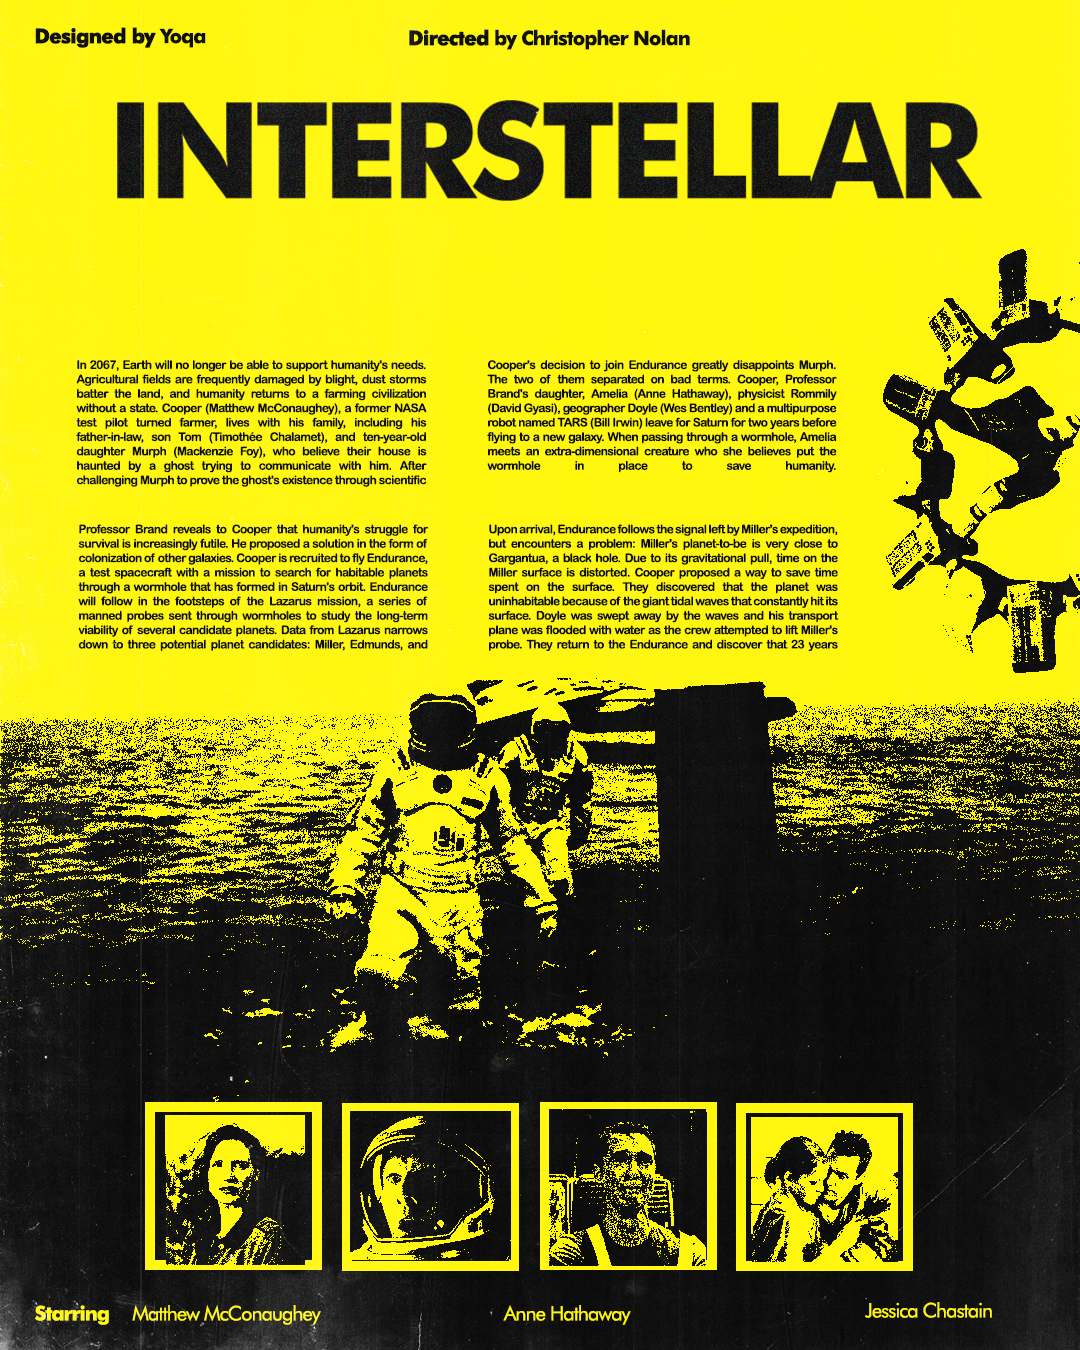 Designed by Yoqa
Directed by Christopher Nolan
INTERSTELLAR
In 2067, Earth will no longer be able to support humanity's needs.
Agricultural fields are frequently damaged by blight, dust storms
batter the land, and humanity returns to a farming civilization
without a state. Cooper (Matthew McConaughey), a former NASA
test pilot turned farmer, lives with his family, including his
father-in-law, son Tom (Timothée Chalamet), and ten-year-old
daughter Murph (Mackenzie Foy), who believe their house is
haunted by a ghost trying to communicate with him. After
challenging Murph to prove the ghost's existence through scientific
Cooper's decision to join Endurance greatly disappoints Murph.
The two of them separated on bad terms. Cooper, Professor
Brand's daughter, Amelia (Anne Hathaway), physicist Rommily
(David Gyasi), geographer Doyle (Wes Bentley) and a multipurpose
robot named TARS (Bill Irwin) leave for Saturn for two years before
flying to a new galaxy. When passing through a wormhole, Amelia
meets an extra-dimensional creature who she believes put the
wormhole in place to save humanity.
Professor Brand reveals to Cooper that humanity's struggle for
survival is increasingly futile. He proposed a solution in the form of
colonization of other galaxies. Cooper is recruited to fly Endurance,
a test spacecraft with a mission to search for habitable planets
through a wormhole that has formed in Saturn's orbit. Endurance
will follow in the footsteps of the Lazarus mission, a series of
manned probes sent through wormholes to study the long-term
viability of several candidate planets. Data from Lazarus narrows
down to three potential planet candidates: Miller, Edmunds, and
Upon arrival, Endurance follows the signal left by Miller's expedition,
but encounters a problem: Miller's planet-to-be is very close to
Gargantua, a black hole. Due to its gravitational pull, time on the
Miller surface is distorted. Cooper proposed a way to save time
spent on the surface. They discovered that the planet was
uninhabitable because of the giant tidal waves that constantly hit its
surface. Doyle was swept away by the waves and his transport
plane was flooded with water as the crew attempted to lift Miller's
probe. They return to the Endurance and discover that 23 years
Starring Matthew McConaughey
Anne Hathaway
Jessica Chastain